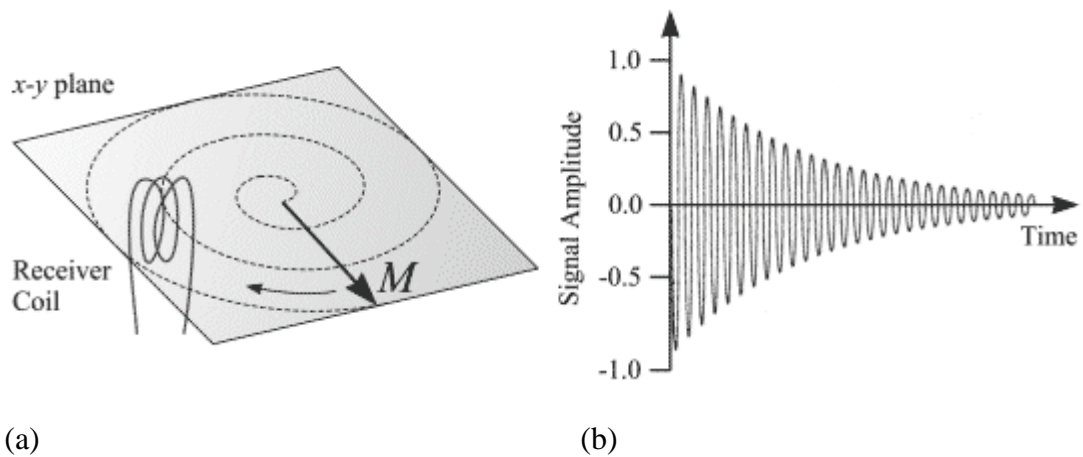 x-y plane
Receiver
Coil
M
(a)
Signal Amplitude
1.0
0.5
0.0
-0.5
-1.0
Time
(b)